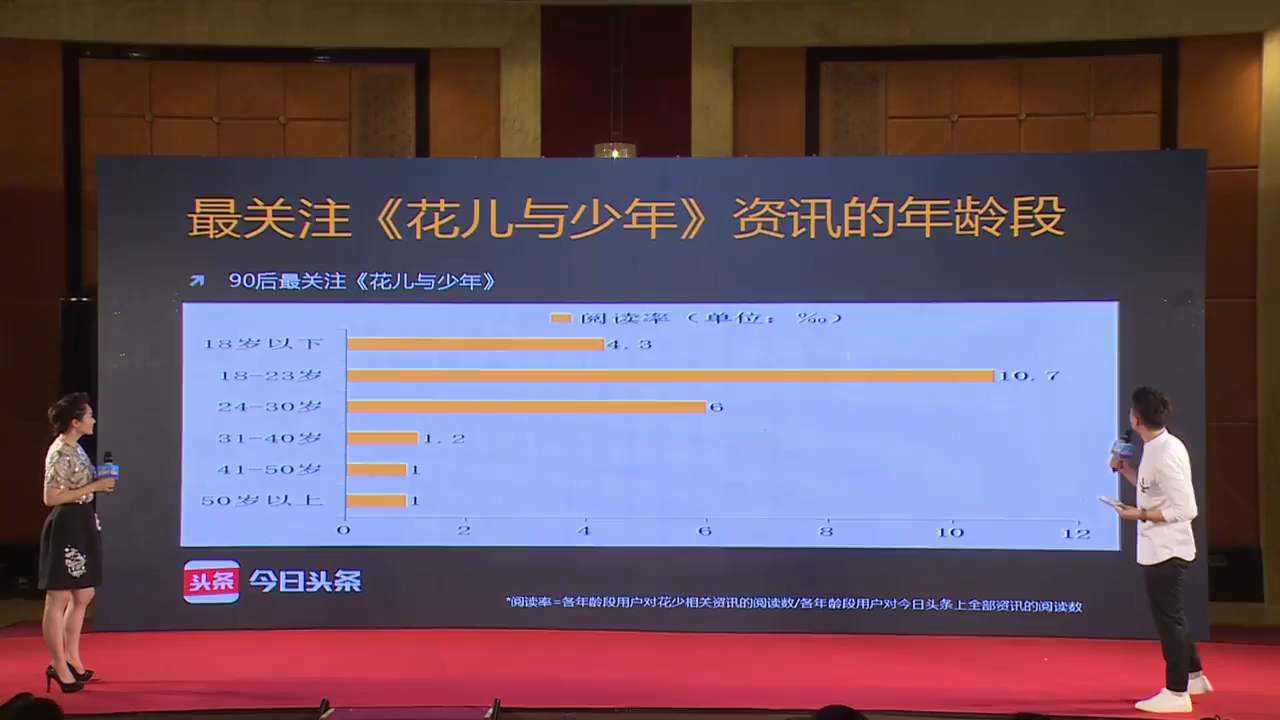 最关注《花儿与少年》资讯的年龄段
90后最关注《花儿与少年》
阅读率（单位：‰）
18岁以下 4.3
18-23岁 10.7
24-30岁 6
31-40岁 1.2
41-50岁 1
50岁以上 1
0 2 4 6 8 10 12
头条 今日头条
*阅读率=各年龄段用户对花少相关资讯的阅读数/各年龄段用户对今日头条上全部资讯的阅读数